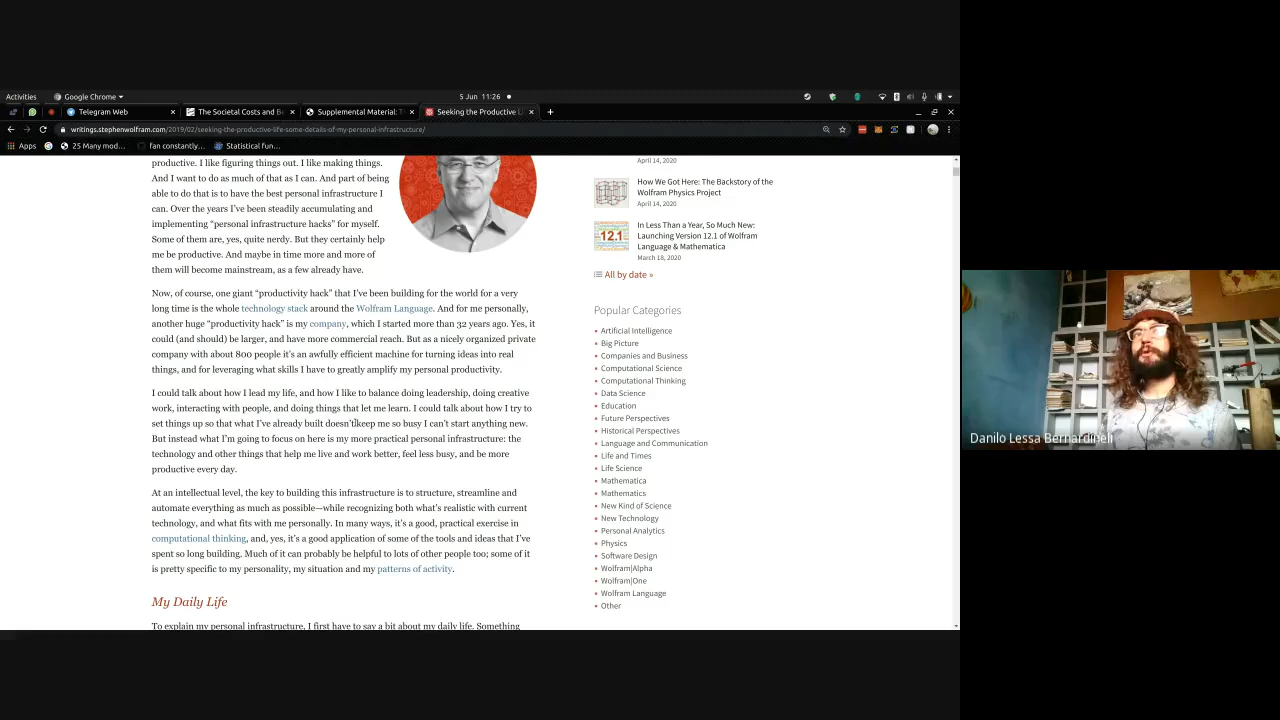 Activities
Google Chrome
5 Jun 11:26
Telegram Web
The Societal Costs and B
Supplemental Material: T
Seeking the Productive L
writings.stephenwolfram.com/2019/02/seeking-the-productive-life-some-details-of-my-personal-infrastructure/
Apps
25 Many mod...
fan constantly...
Statistical fun...
productive. I like figuring things out. I like making things.
And I want to do as much of that as I can. And part of being
able to do that is to have the best personal infrastructure I
can. Over the years I've been steadily accumulating and
implementing “personal infrastructure hacks” for myself.
Some of them are, yes, quite nerdy. But they certainly help
me be productive. And maybe in time more and more of
them will become mainstream, as a few already have.
Now, of course, one giant “productivity hack” that I've been building for the world for a very
long time is the whole technology stack around the Wolfram Language. And for me personally,
another huge “productivity hack” is my company, which I started more than 32 years ago. Yes, it
could (and should) be larger, and have more commercial reach. But as a nicely organized private
company with about 800 people it's an awfully efficient machine for turning ideas into real
things, and for leveraging what skills I have to greatly amplify my personal productivity.
I could talk about how I lead my life, and how I like to balance doing leadership, doing creative
work, interacting with people, and doing things that let me learn. I could talk about how I try to
set things up so that what I've already built doesn't keep me so busy I can't start anything new.
But instead what I'm going to focus on here is my more practical personal infrastructure: the
technology and other things that help me live and work better, feel less busy, and be more
productive every day.
At an intellectual level, the key to building this infrastructure is to structure, streamline and
automate everything as much as possible—while recognizing both what's realistic with current
technology, and what fits with me personally. In many ways, it's a good, practical exercise in
computational thinking, and, yes, it's a good application of some of the tools and ideas that I've
spent so long building. Much of it can probably be helpful to lots of other people too; some of it
is pretty specific to my personality, my situation and my patterns of activity.
My Daily Life
To explain my personal infrastructure, I first have to say a bit about my daily life. Something
April 14, 2020
How We Got Here: The Backstory of the
Wolfram Physics Project
April 14, 2020
12.1
In Less Than a Year, So Much New:
Launching Version 12.1 of Wolfram
Language & Mathematica
March 18, 2020
All by date »
Popular Categories
Artificial Intelligence
Big Picture
Companies and Business
Computational Science
Computational Thinking
Data Science
Education
Future Perspectives
Historical Perspectives
Language and Communication
Life and Times
Life Science
Mathematica
Mathematics
New Kind of Science
New Technology
Personal Analytics
Physics
Software Design
Wolfram|Alpha
Wolfram|One
Wolfram Language
Other
Danilo Lessa Bernardineli